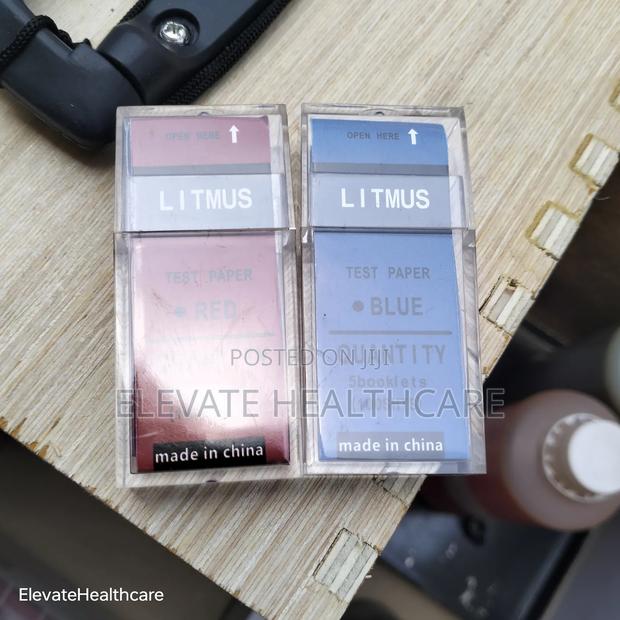 OPEN HERE
LITMUS
TEST PAPER
RED
made in china
OPEN HERE
LITMUS
TEST PAPER
BLUE
QUANTITY
5booklets
made in china
POSTED ON JIJI
ELEVATE HEALTHCARE
ElevateHealthcare